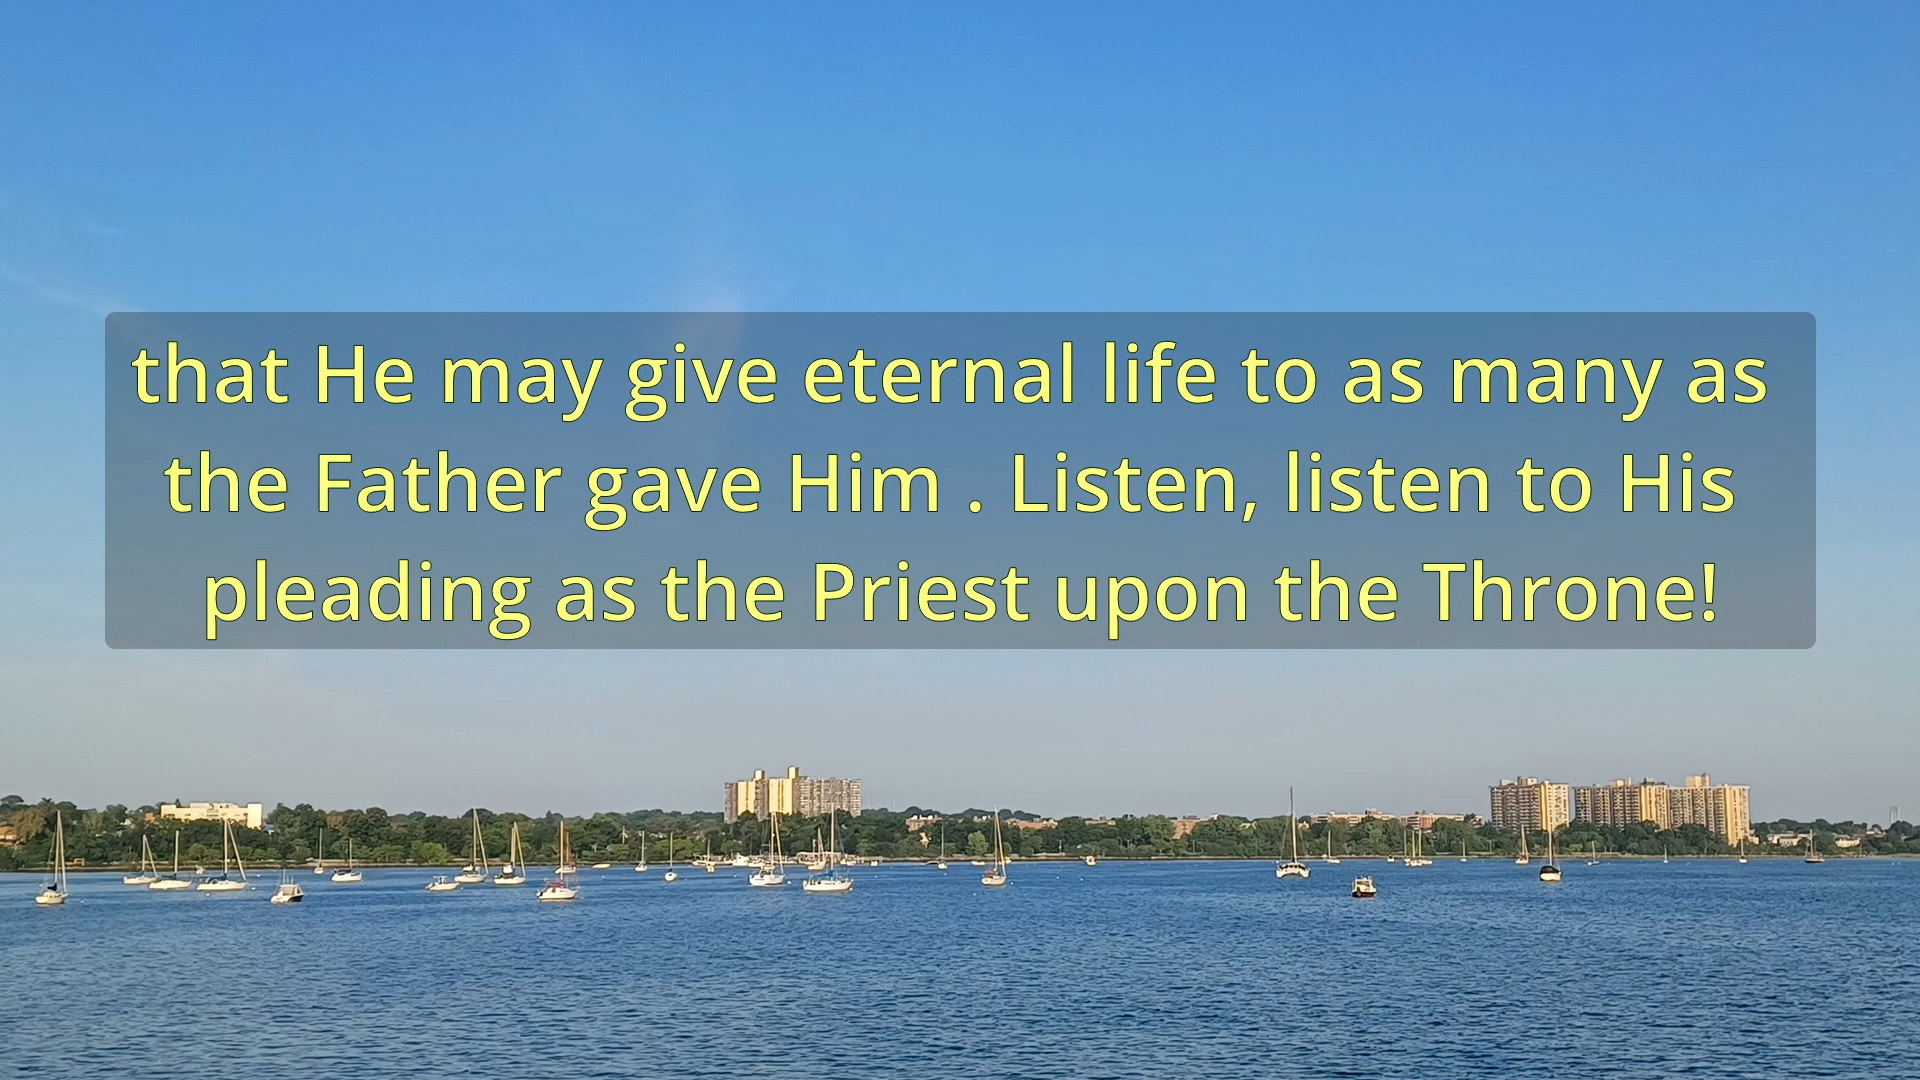 that He may give eternal life to as many as
the Father gave Him . Listen, listen to His
pleading as the Priest upon the Throne!